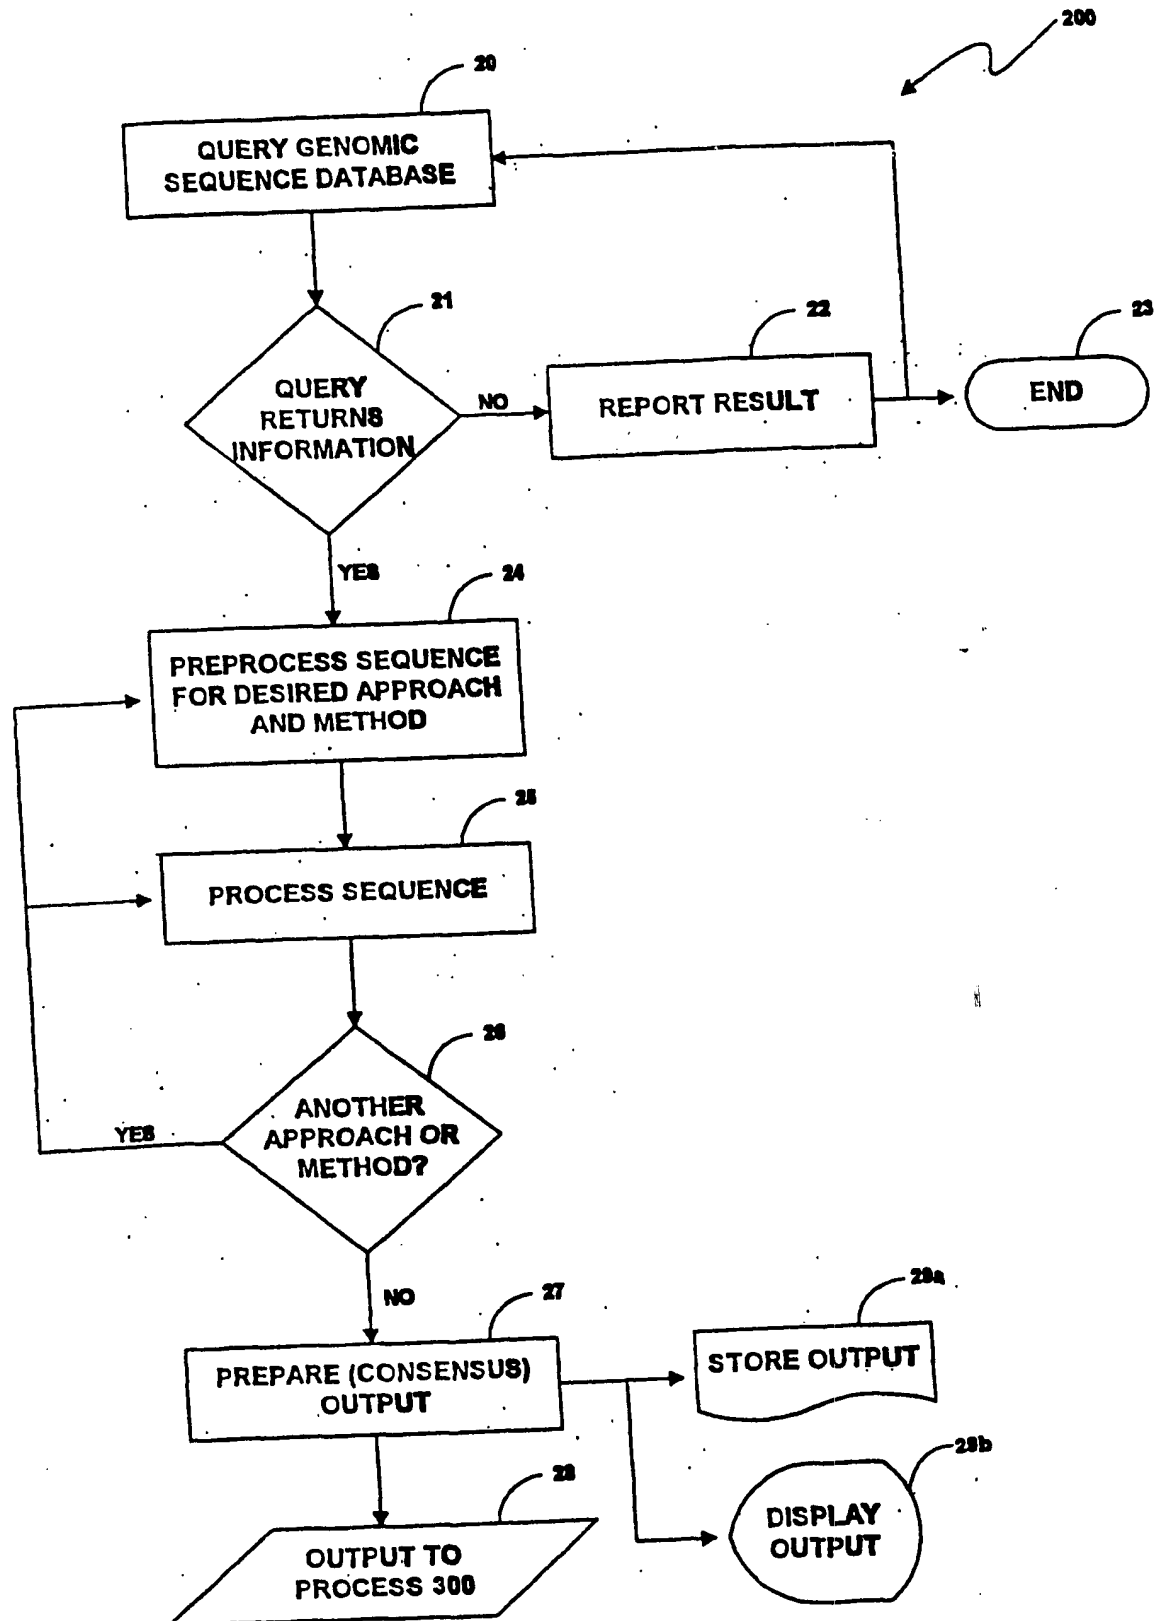 200
20
QUERY GENOMIC
SEQUENCE DATABASE
21
QUERY
RETURNS
INFORMATION
NO
22
REPORT RESULT
23
END
YES
24
PREPROCESS SEQUENCE
FOR DESIRED APPROACH
AND METHOD
25
PROCESS SEQUENCE
26
ANOTHER
APPROACH OR
METHOD?
YES
NO
27
PREPARE (CONSENSUS)
OUTPUT
29a
STORE OUTPUT
29b
DISPLAY
OUTPUT
28
OUTPUT TO
PROCESS 300